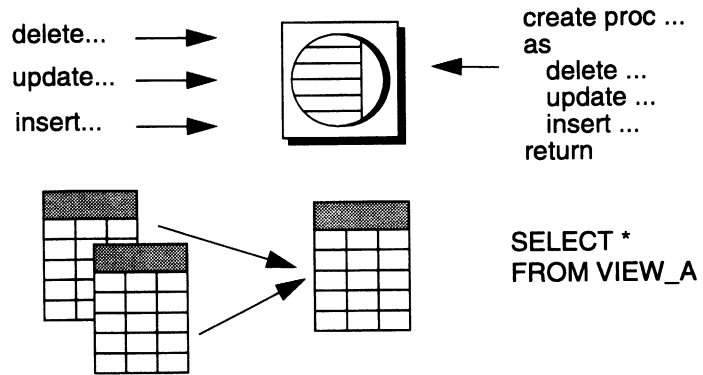 delete...
update...
insert...
create proc ...
as
delete ...
update ...
insert ...
return
SELECT *
FROM VIEW_A